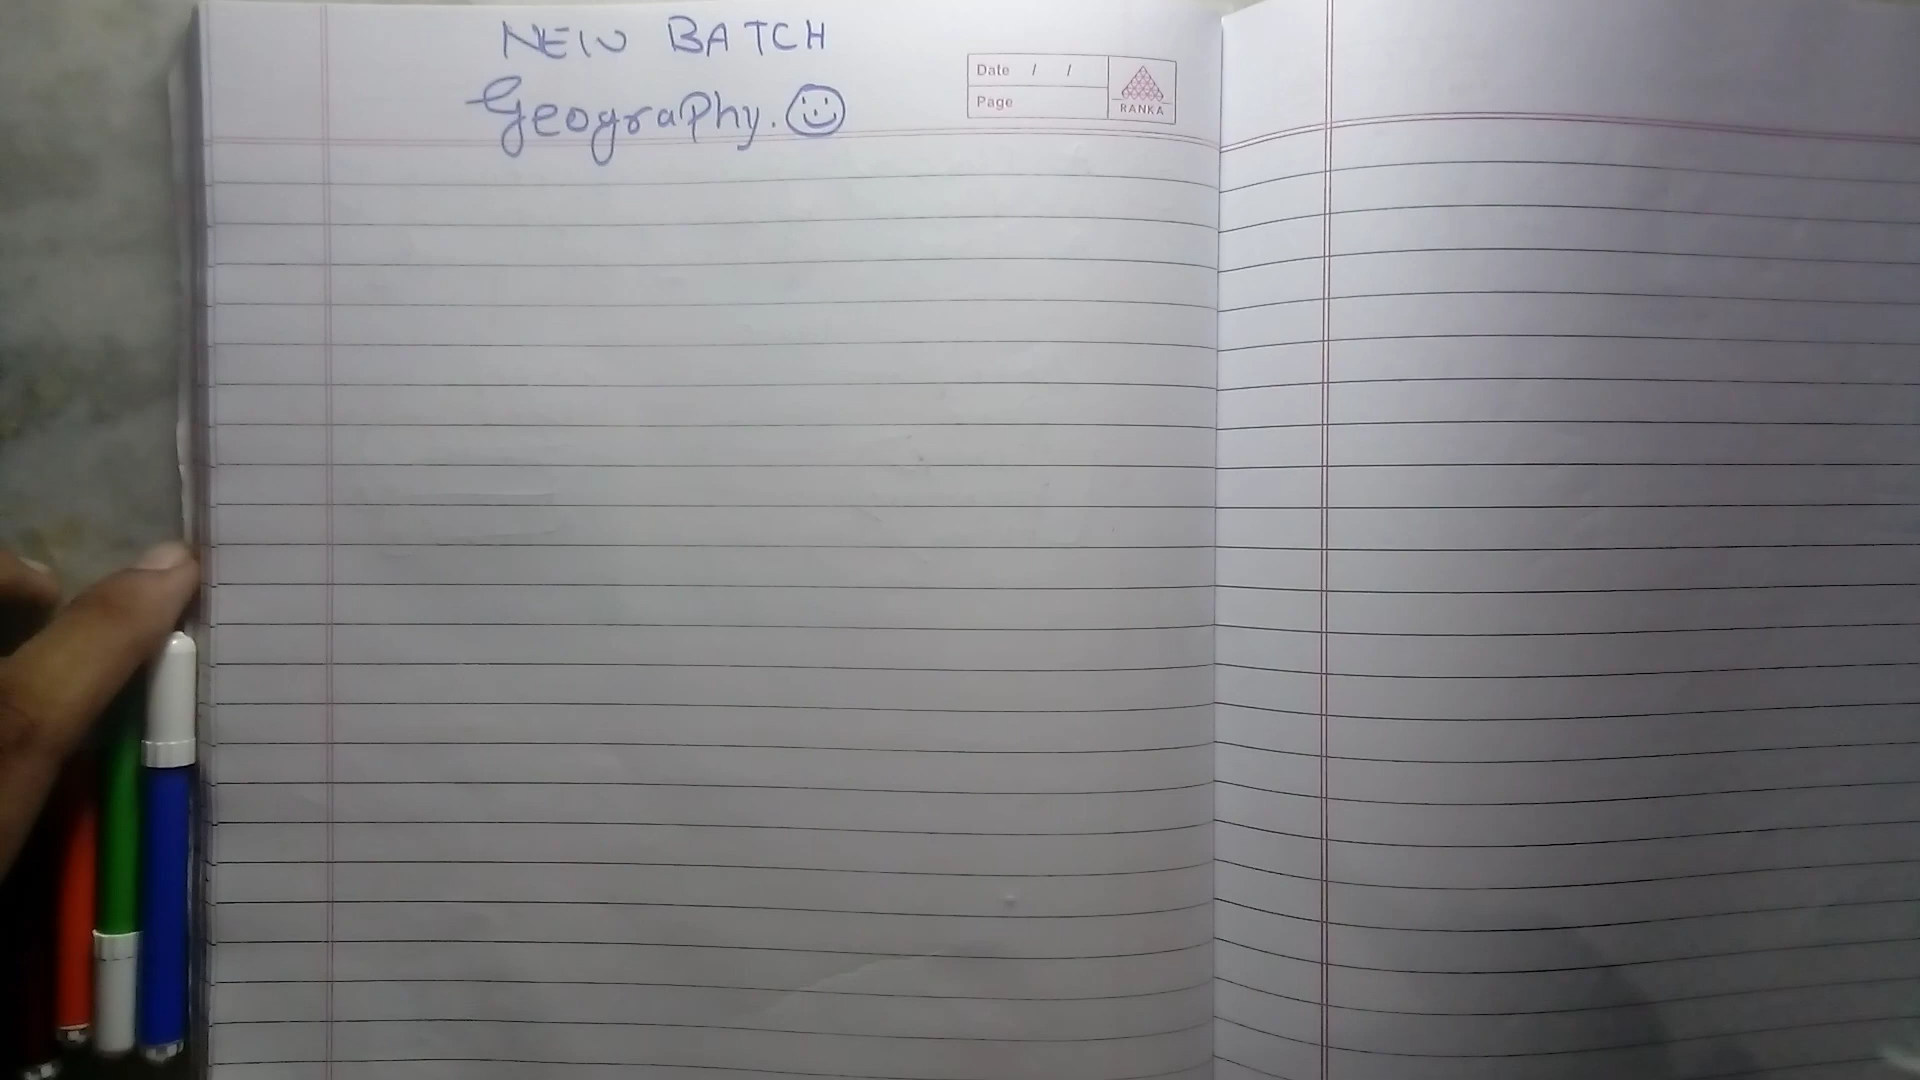 NEW BATCH
Geography. 
Date / /
Page
RANKA